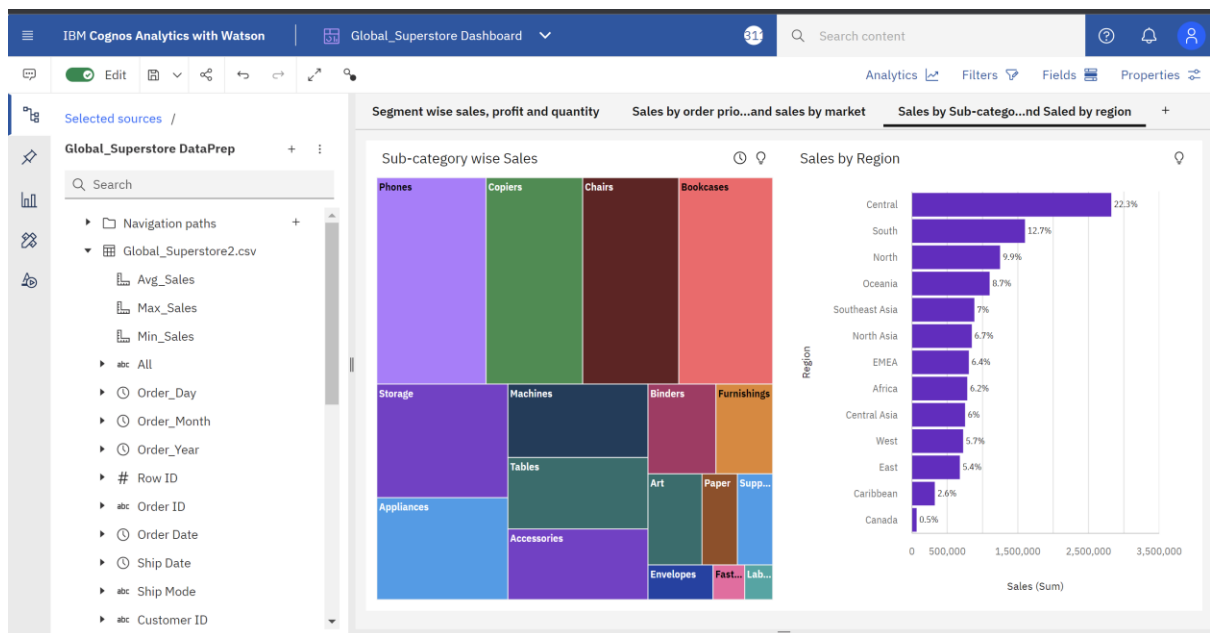 IBM Cognos Analytics with Watson
Global_Superstore Dashboard
Search content
Edit
Analytics
Filters
Fields
Properties
Selected sources /
Global_Superstore DataPrep
Search
Navigation paths
Global_Superstore2.csv
Avg_Sales
Max_Sales
Min_Sales
abc All
Order_Day
Order_Month
Order_Year
# Row ID
abc Order ID
Order Date
Ship Date
abc Ship Mode
abc Customer ID
Segment wise sales, profit and quantity
Sales by order prio...and sales by market
Sales by Sub-catego...nd Saled by region
Sub-category wise Sales
Phones
Copiers
Chairs
Bookcases
Storage
Machines
Binders
Furnishings
Tables
Art
Paper
Supp...
Appliances
Accessories
Envelopes
Fast...
Lab...
Sales by Region
Region
Central 22.3%
South 12.7%
North 9.9%
Oceania 8.7%
Southeast Asia 7%
North Asia 6.7%
EMEA 6.4%
Africa 6.2%
Central Asia 6%
West 5.7%
East 5.4%
Caribbean 2.6%
Canada 0.5%
0 500,000 1,500,000 2,500,000 3,500,000
Sales (Sum)